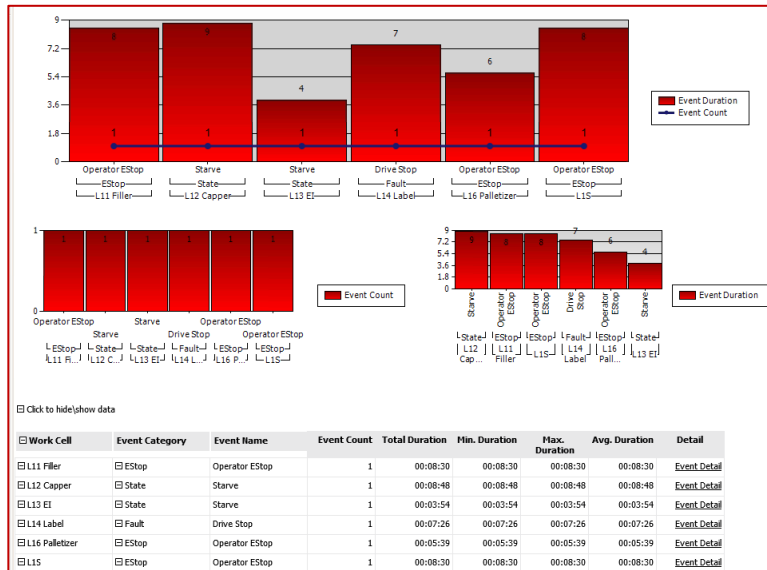 9
7.2
5.4
3.6
1.8
0
8 9 4 7 6 8
1 1 1 1 1 1
Operator EStop Starve Starve Drive Stop Operator EStop Operator EStop
EStop State State Fault EStop EStop
L11 Filler L12 Capper L13 EI L14 Label L16 Palletizer L1S
Event Duration
Event Count
1
0
1 1 1 1 1 1
Operator EStop Starve Operator EStop
Starve Drive Stop Operator EStop
EStop State State Fault EStop EStop
L11 Fi... L12 C... L13 EI L14 L... L16 P... L1S
Event Count
9
7.2
5.4
3.6
1.8
0
9 8 8 7 6 4
Starve Operator EStop Operator EStop Drive Stop Operator EStop Starve
State EStop EStop Fault EStop State
L12 Cap... L11 Filler L1S L14 Label L16 Pall... L13 EI
Event Duration
Click to hide\show data
Work Cell Event Category Event Name Event Count Total Duration Min. Duration Max. Duration Avg. Duration Detail
L11 Filler EStop Operator EStop 1 00:08:30 00:08:30 00:08:30 00:08:30 Event Detail
L12 Capper State Starve 1 00:08:48 00:08:48 00:08:48 00:08:48 Event Detail
L13 EI State Starve 1 00:03:54 00:03:54 00:03:54 00:03:54 Event Detail
L14 Label Fault Drive Stop 1 00:07:26 00:07:26 00:07:26 00:07:26 Event Detail
L16 Palletizer EStop Operator EStop 1 00:05:39 00:05:39 00:05:39 00:05:39 Event Detail
L1S EStop Operator EStop 1 00:08:30 00:08:30 00:08:30 00:08:30 Event Detail